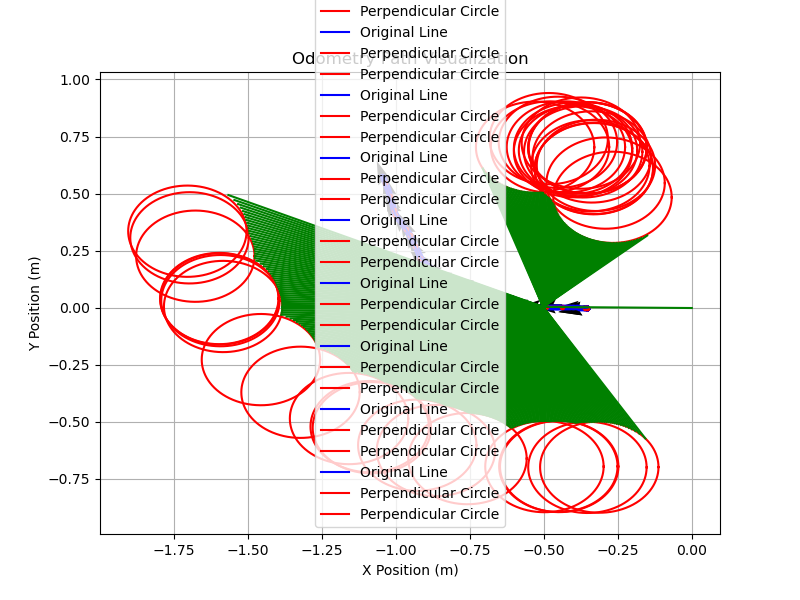 Perpendicular Circle
Original Line
Odometry Path Visualization
Perpendicular Circle
Perpendicular Circle
Original Line
Perpendicular Circle
Perpendicular Circle
Original Line
Perpendicular Circle
Perpendicular Circle
Original Line
Perpendicular Circle
Perpendicular Circle
Original Line
Perpendicular Circle
Perpendicular Circle
Original Line
Perpendicular Circle
Perpendicular Circle
Original Line
Perpendicular Circle
Perpendicular Circle
Original Line
Perpendicular Circle
Perpendicular Circle
1.00
0.75
0.50
0.25
0.00
−0.25
−0.50
−0.75
Y Position (m)
−1.75 −1.50 −1.25 −1.00 −0.75 −0.50 −0.25 0.00
X Position (m)